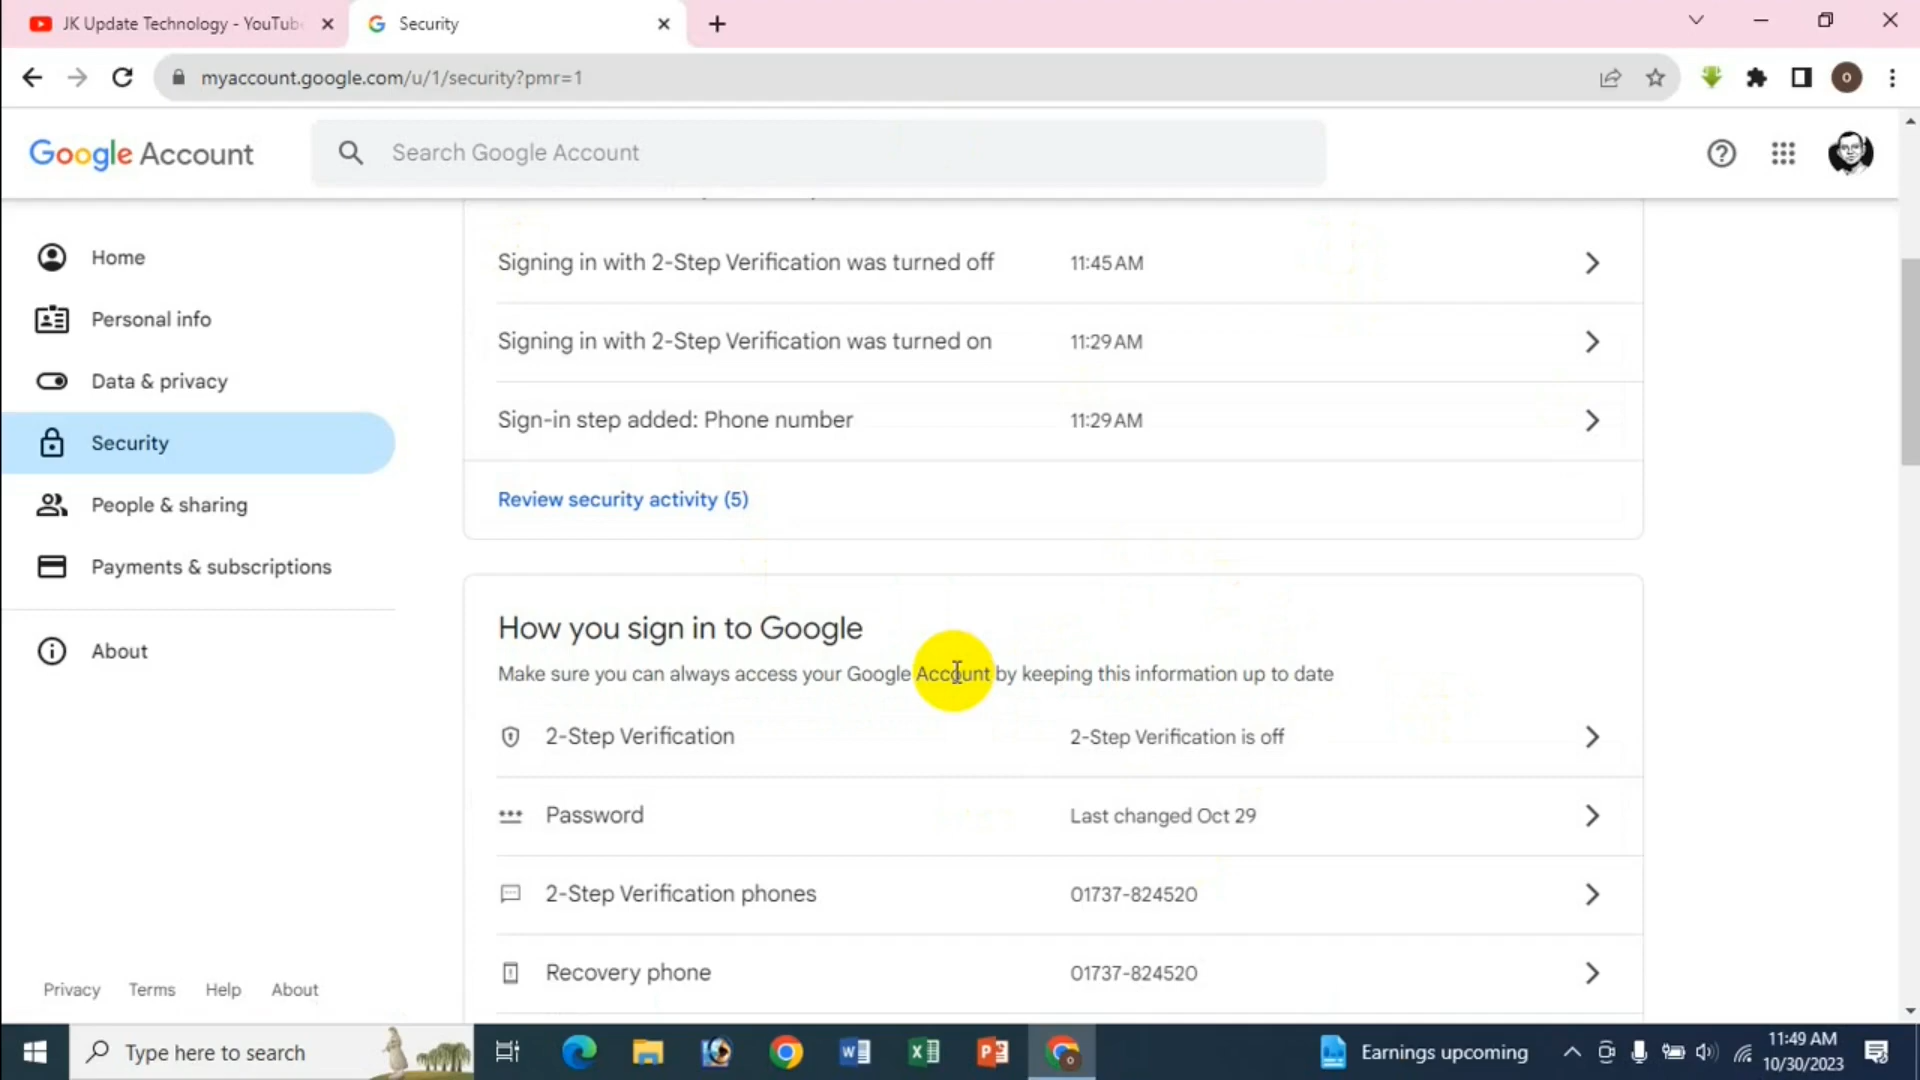 JK Update Technology - YouTube
Security
myaccount.google.com/u/1/security?pmr=1
O
Google Account
Search Google Account
Home
Personal info
Data & privacy
Security
People & sharing
Payments & subscriptions
About
Signing in with 2-Step Verification was turned off 11:45 AM
Signing in with 2-Step Verification was turned on 11:29 AM
Sign-in step added: Phone number 11:29 AM
Review security activity (5)
How you sign in to Google
Make sure you can always access your Google Account by keeping this information up to date
2-Step Verification 2-Step Verification is off
Password Last changed Oct 29
2-Step Verification phones 01737-824520
Recovery phone 01737-824520
Privacy Terms Help About
Type here to search
Earnings upcoming
11:49 AM
10/30/2023